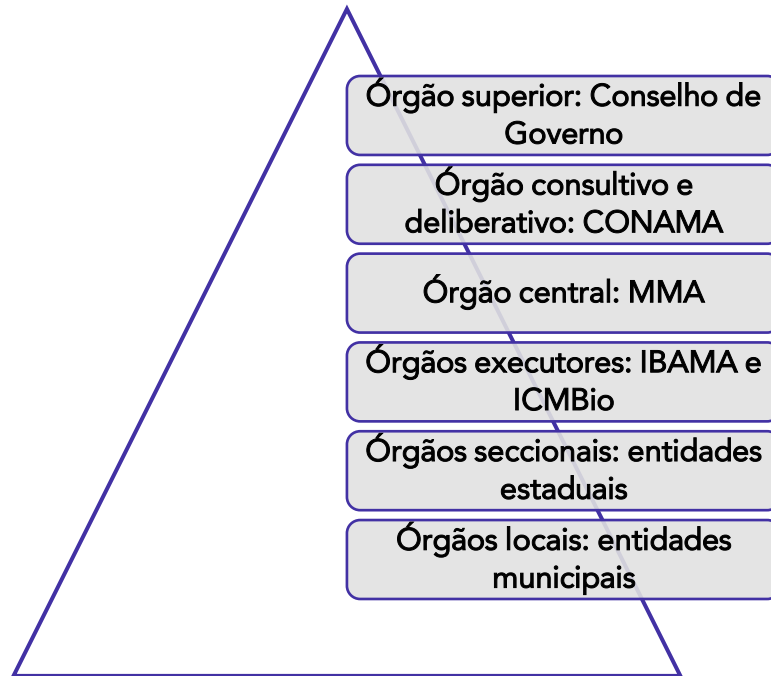 Órgão superior: Conselho de
Governo
Órgão consultivo e
deliberativo: CONAMA
Órgão central: MMA
Órgãos executores: IBAMA e
ICMBio
Órgãos seccionais: entidades
estaduais
Órgãos locais: entidades
municipais